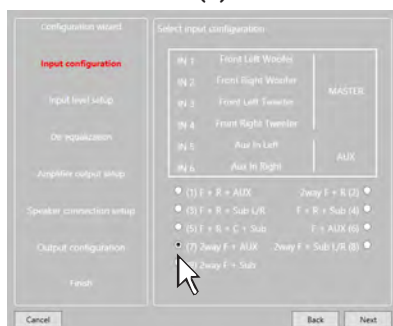 Configuration wizard
Select input configuration
Input configuration
Input level setup
De-equalization
Amplifier output setup
Speaker connection setup
Output configuration
Finish
IN 1 Front Left Woofer
IN 2 Front Right Woofer
IN 3 Front Left Tweeter
IN 4 Front Right Tweeter
MASTER
IN 5 Aux In Left
IN 6 Aux In Right
AUX
(1) F + R + AUX 2way F + R (2)
(3) F + R + Sub L/R F + R + Sub (4)
(5) F + R + C + Sub F + AUX (6)
(7) 2way F + AUX 2way F + Sub L/R (8)
2way F + Sub
Cancel Back Next